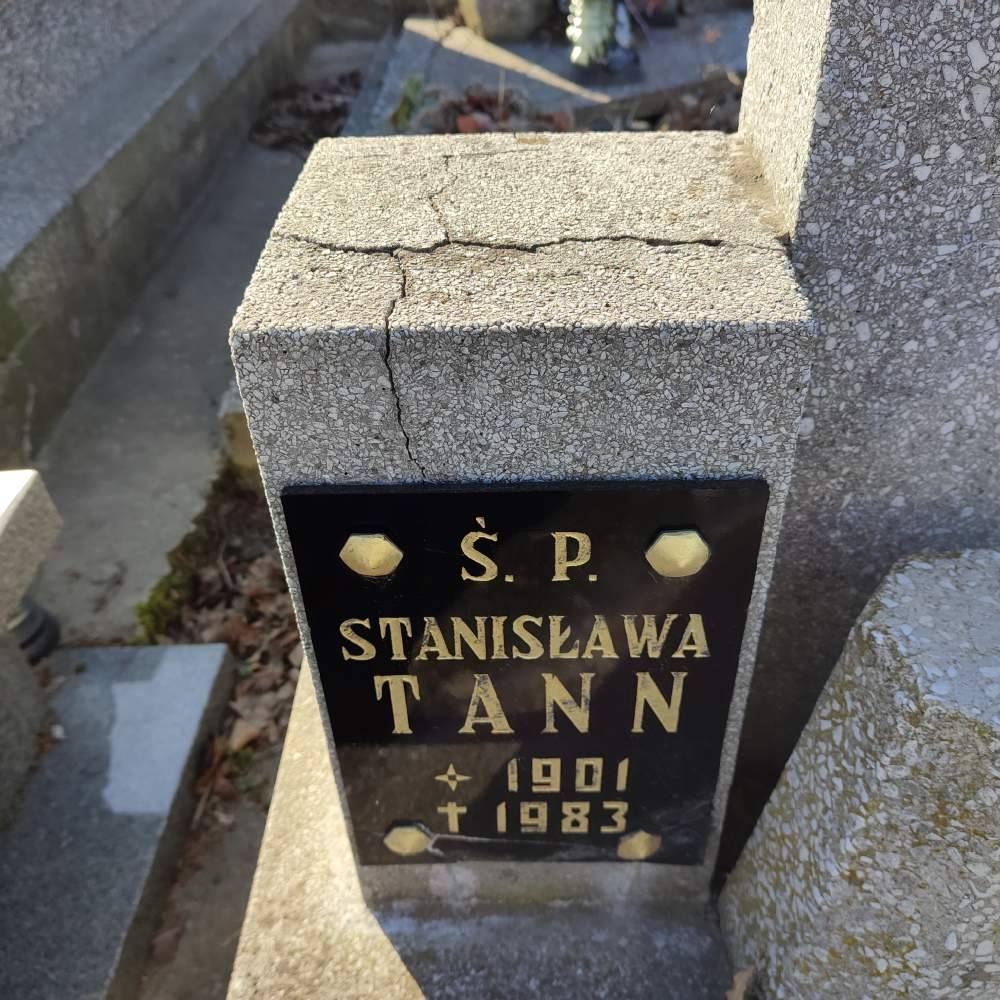 Ś. P.
STANISŁAWA
TANN
1901
✝ 1983